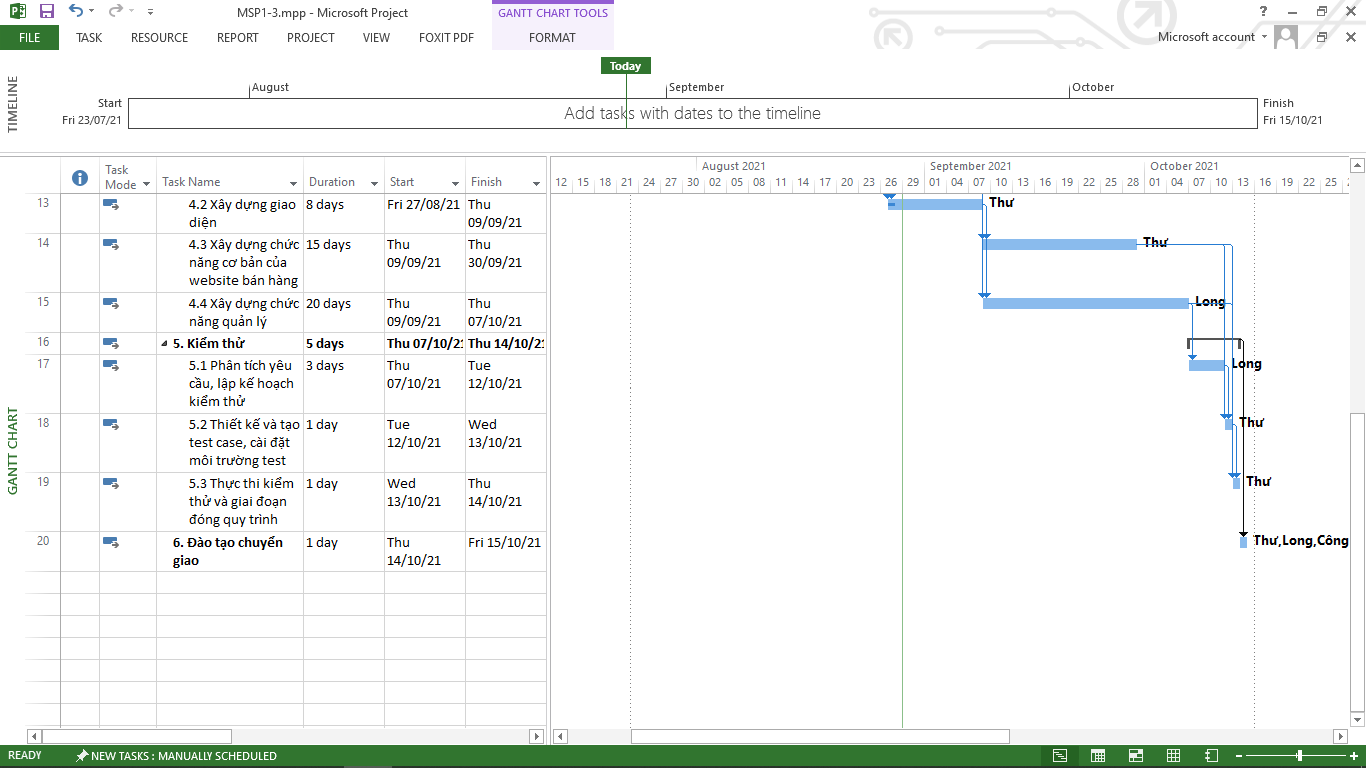 MSP1-3.mpp - Microsoft Project
GANTT CHART TOOLS
FILE TASK RESOURCE REPORT PROJECT VIEW FOXIT PDF FORMAT
Microsoft account
TIMELINE
Today
August September October
Start
Fri 23/07/21
Add tasks with dates to the timeline
Finish
Fri 15/10/21
GANTT CHART
Task Mode
Task Name
Duration
Start
Finish
August 2021 September 2021 October 2021
12 15 18 21 24 27 30 02 05 08 11 14 17 20 23 26 29 01 04 07 10 13 16 19 22 25 28 01 04 07 10 13 16 19 22 25
13 4.2 Xây dựng giao 8 days Fri 27/08/21 Thu
diện 09/09/21
Thư
14 4.3 Xây dựng chức 15 days Thu Thu
năng cơ bản của 09/09/21 30/09/21
website bán hàng
Thư
15 4.4 Xây dựng chức 20 days Thu Thu
năng quản lý 09/09/21 07/10/21
Long
16 5. Kiểm thử 5 days Thu 07/10/21 Thu 14/10/21
17 5.1 Phân tích yêu 3 days Thu Tue
cầu, lập kế hoạch 07/10/21 12/10/21
kiểm thử
Long
18 5.2 Thiết kế và tạo 1 day Tue Wed
test case, cài đặt 12/10/21 13/10/21
môi trường test
Thư
19 5.3 Thực thi kiểm 1 day Wed Thu
thử và giai đoạn 13/10/21 14/10/21
đóng quy trình
Thư
20 6. Đào tạo chuyển 1 day Thu Fri 15/10/21
giao 14/10/21
Thư,Long,Công
READY NEW TASKS : MANUALLY SCHEDULED